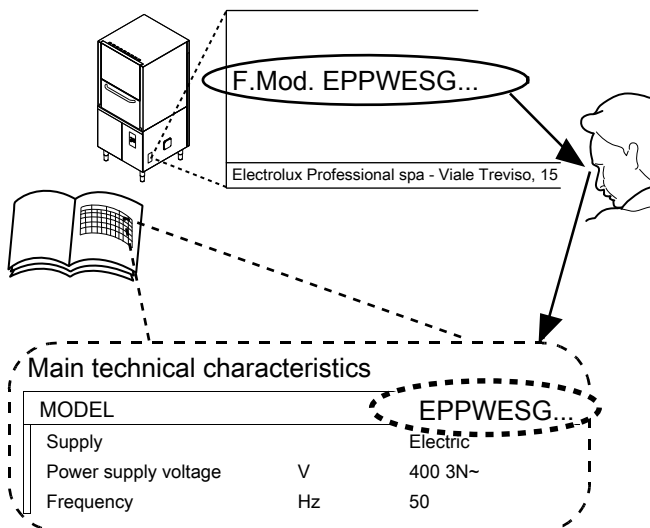 F.Mod. EPPWESG...
Electrolux Professional spa - Viale Treviso, 15
Main technical characteristics
MODEL EPPWESG...
Supply Electric
Power supply voltage V 400 3N~
Frequency Hz 50